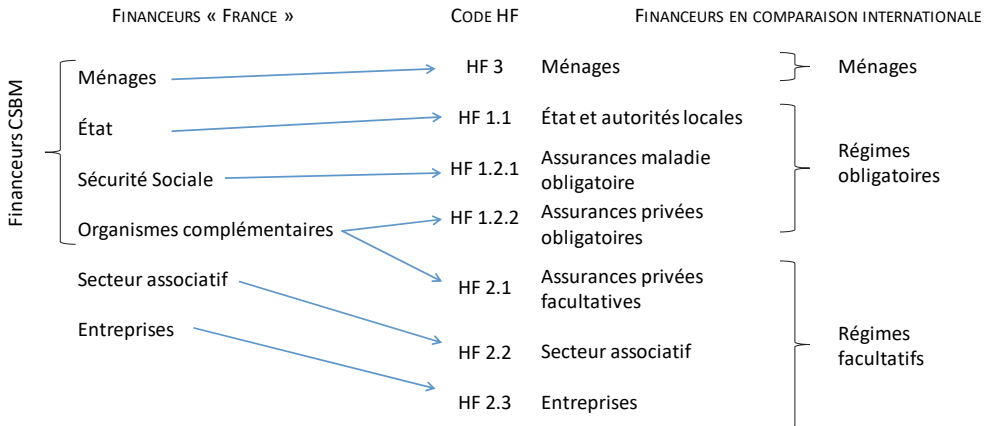 FINANCEURS « FRANCE »
CODE HF
FINANCEURS EN COMPARAISON INTERNATIONALE
Financeurs CSBM
Ménages
HF 3
Ménages
Ménages
État
HF 1.1
État et autorités locales
Sécurité Sociale
HF 1.2.1
Assurances maladie
obligatoire
Régimes
obligatoires
Organismes complémentaires
HF 1.2.2
Assurances privées
obligatoires
Secteur associatif
HF 2.1
Assurances privées
facultatives
Entreprises
HF 2.2
Secteur associatif
Régimes
facultatifs
HF 2.3
Entreprises